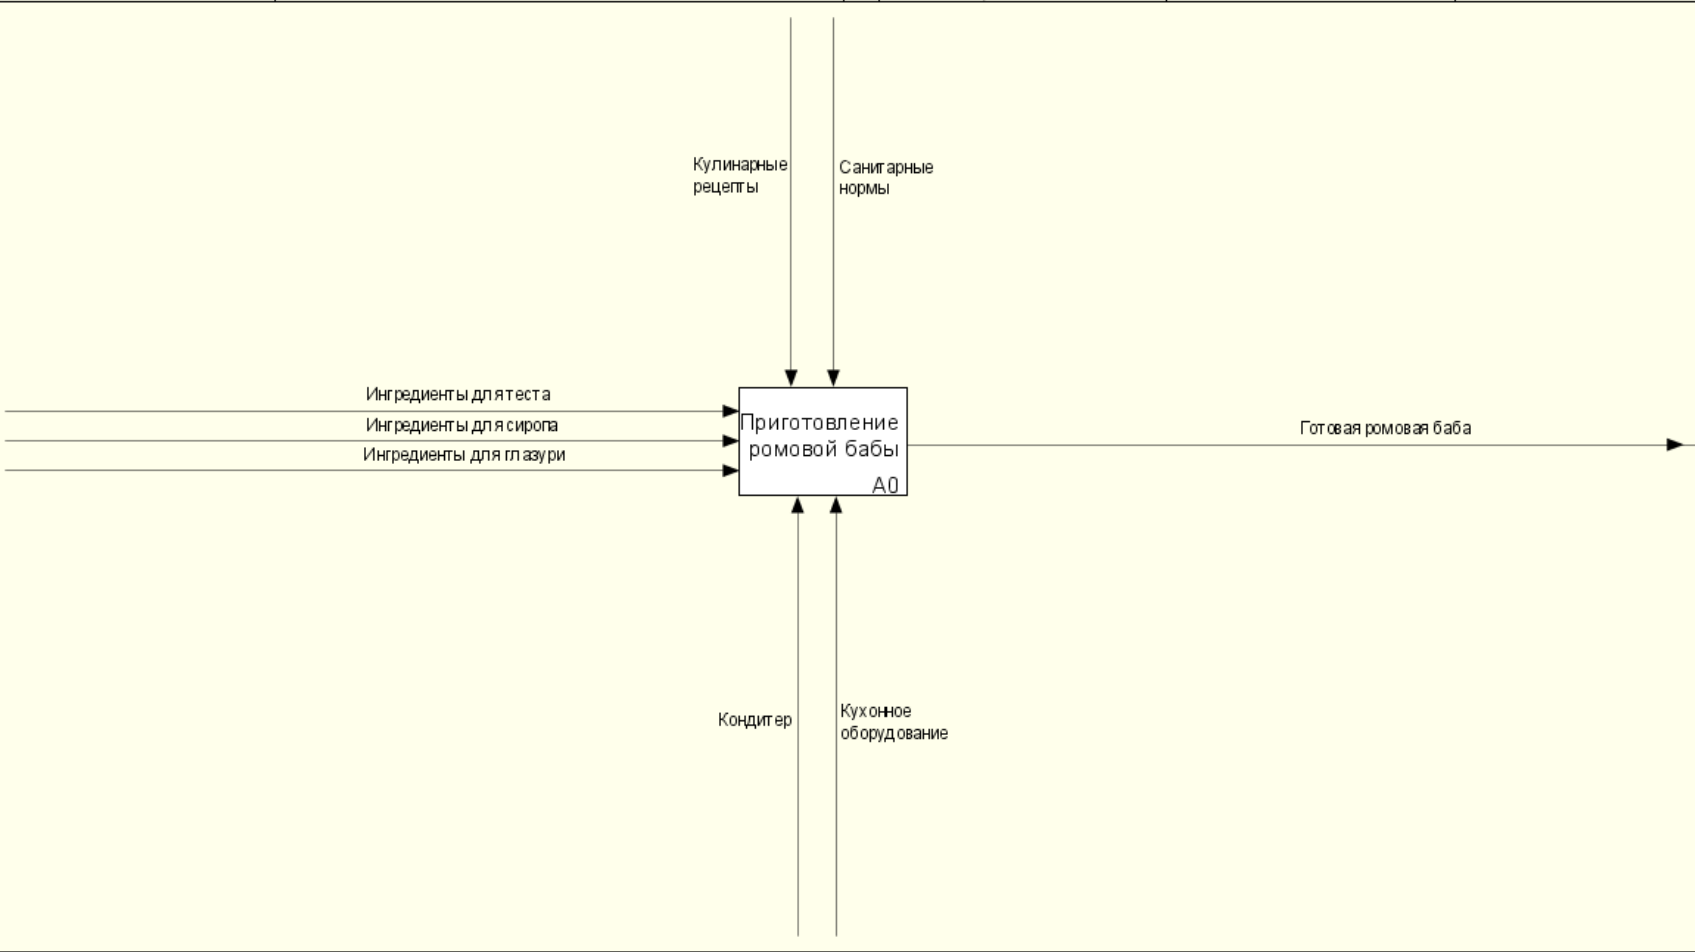 Кулинарные
рецепты
Санитарные
нормы
Ингредиенты для теста
Ингредиенты для сиропа
Ингредиенты для глазури
Приготовление
ромовой бабы
A0
Готовая ромовая баба
Кондитер
Кухонное
оборудование